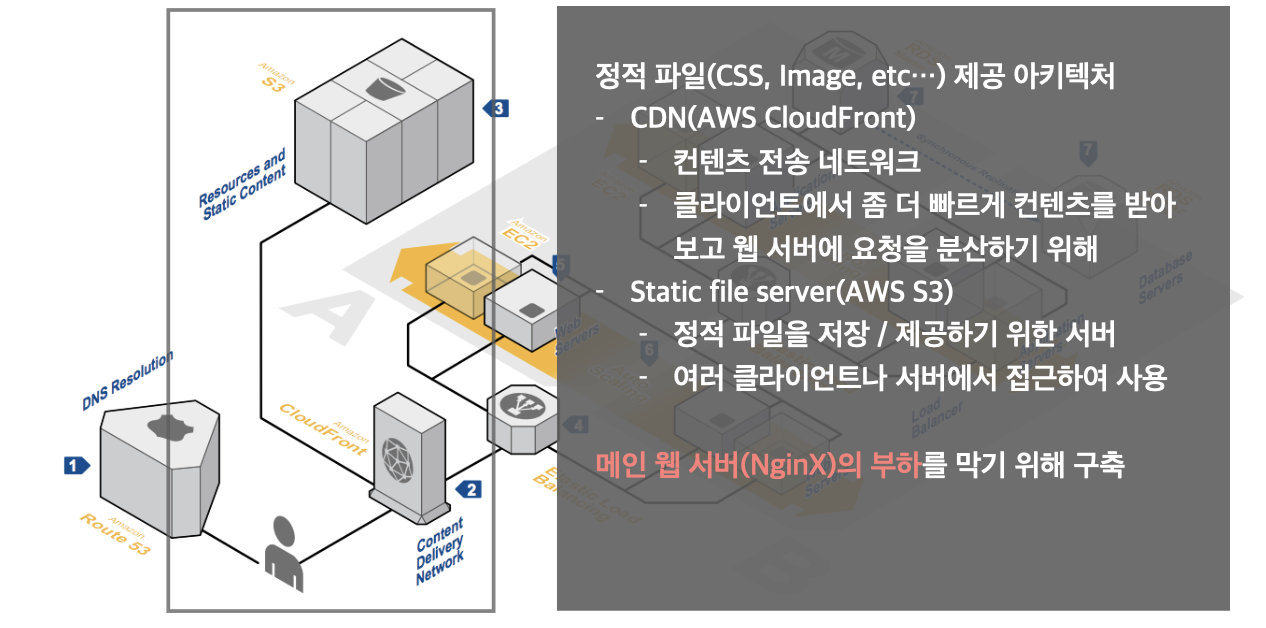 Amazon
S3
3
Resources and
Static Content
Amazon
EC2
5
Web
Servers
DNS Resolution
1
Amazon
Route 53
Amazon
CloudFront
2
Content
Delivery
Network
4
Elastic Load
Balancing
정적 파일(CSS, Image, etc…) 제공 아키텍처
- CDN(AWS CloudFront)
- 컨텐츠 전송 네트워크
- 클라이언트에서 좀 더 빠르게 컨텐츠를 받아
보고 웹 서버에 요청을 분산하기 위해
- Static file server(AWS S3)
- 정적 파일을 저장 / 제공하기 위한 서버
- 여러 클라이언트나 서버에서 접근하여 사용
메인 웹 서버(NginX)의 부하를 막기 위해 구축
7
7
6
Database
Servers
Load
Balancer